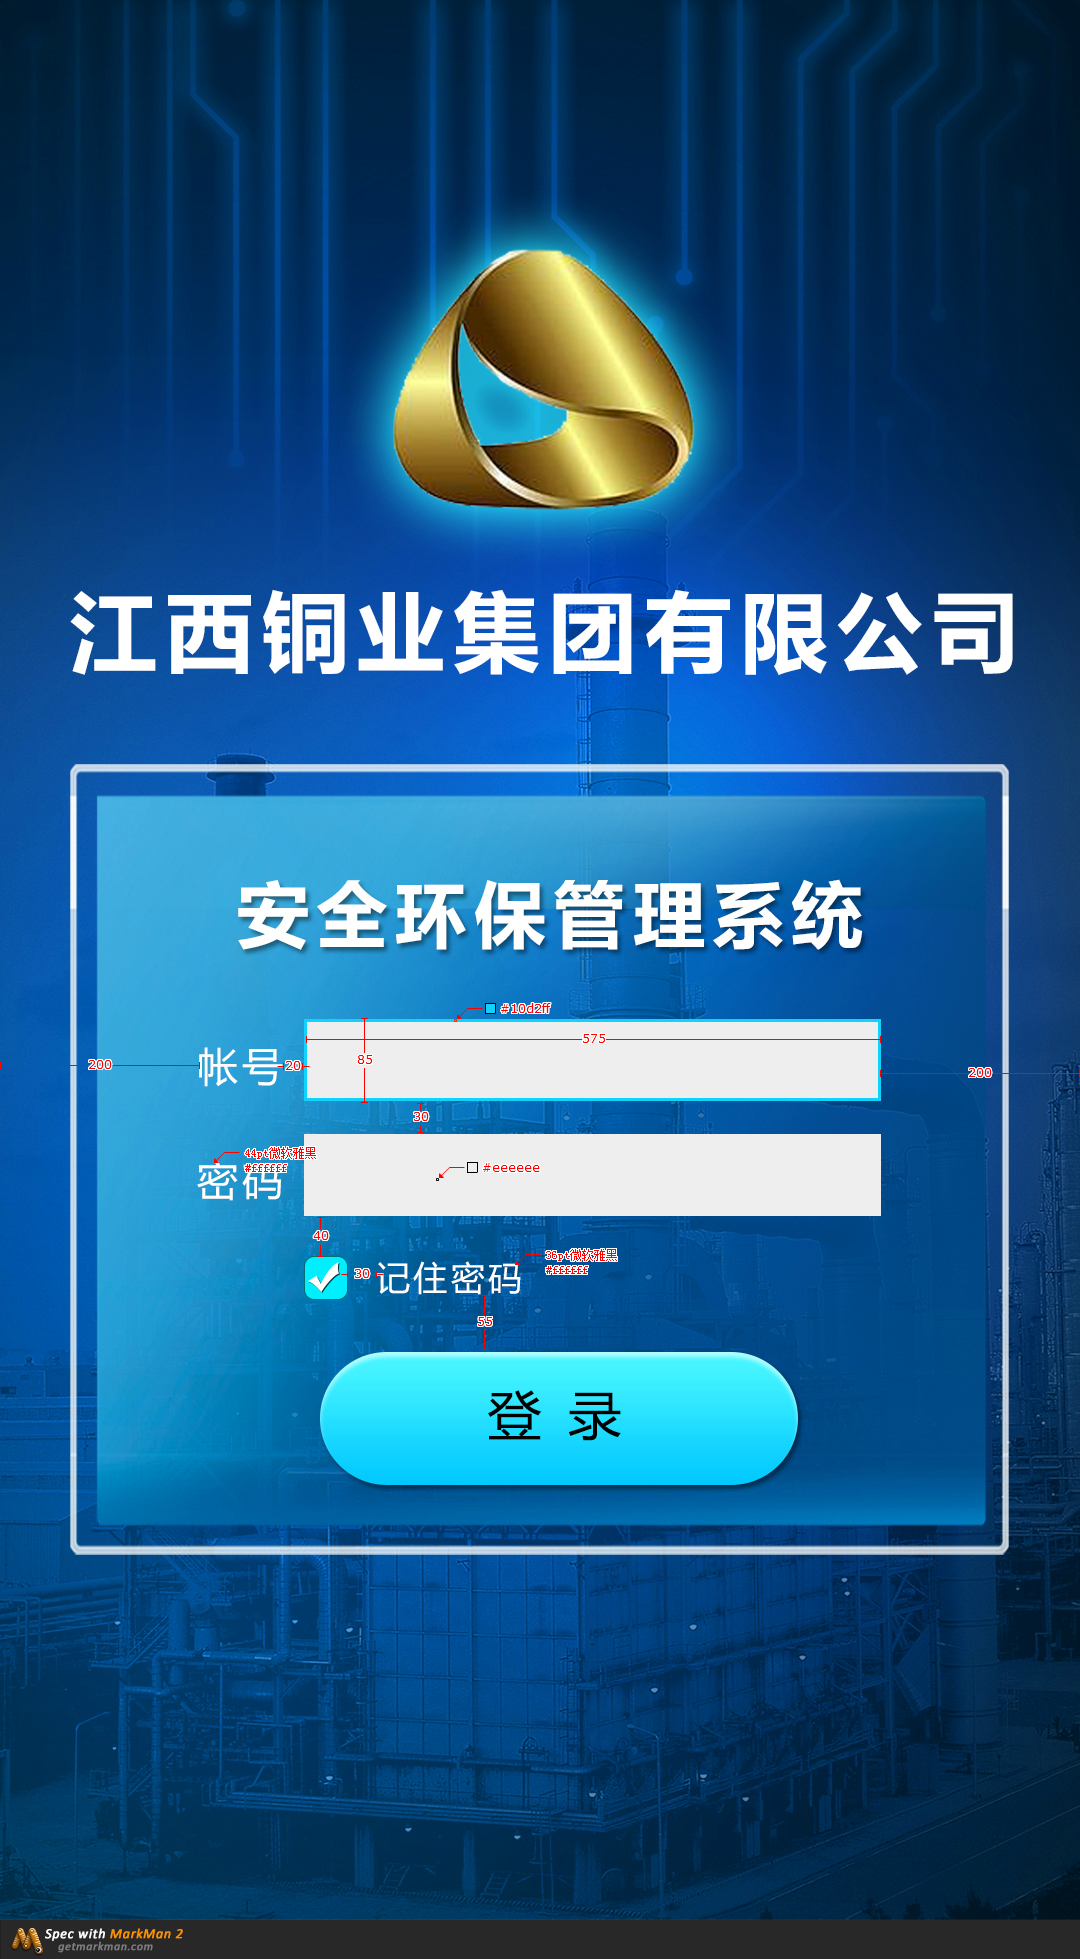 江西铜业集团有限公司
安全环保管理系统
#10d2ff
575
85
200
帐号
20
200
30
44pt微软雅黑
#ffffff
密码
#eeeeee
40
36pt微软雅黑
#ffffff
30
记住密码
55
登 录
Spec with MarkMan 2
getmarkman.com